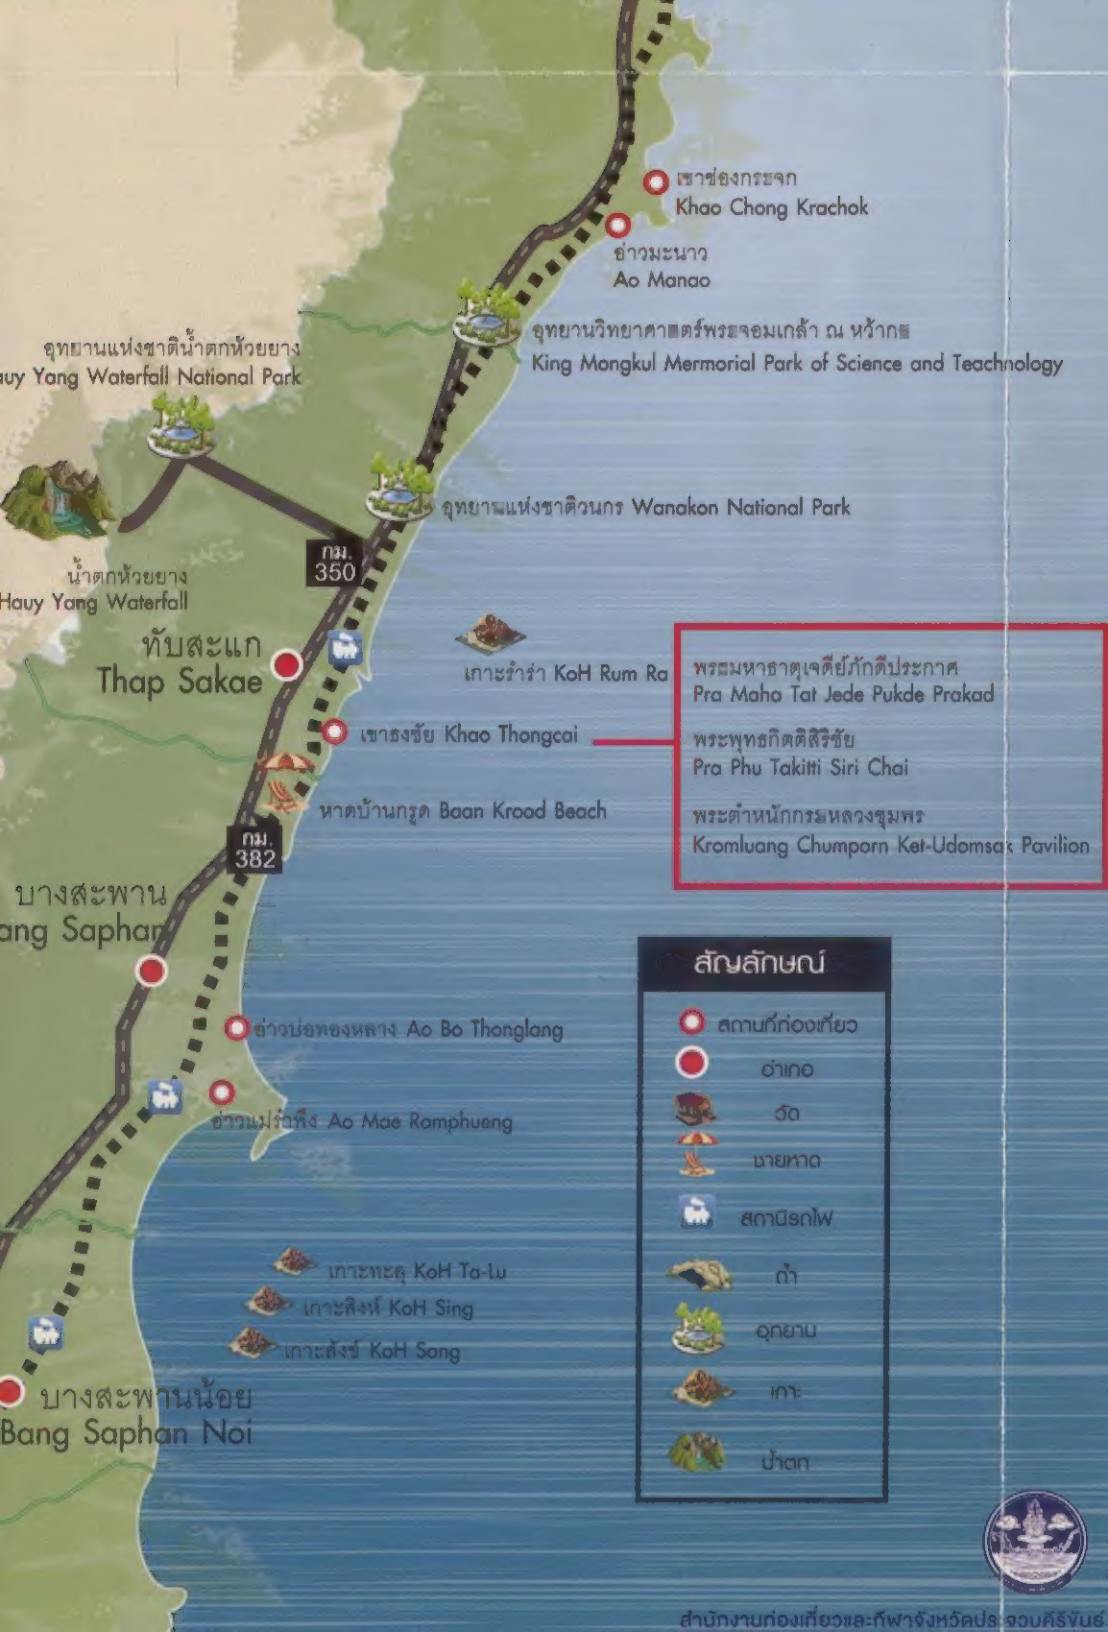 เขาช่องกระจก
Khao Chong Krachok
อ่าวมะนาว
Ao Manao
อุทยานวิทยาศาสตร์พระจอมเกล้า ณ หว้ากอ
King Mongkul Mermorial Park of Science and Teachnology
อุทยานแห่งชาติน้ำตกห้วยยาง
Yang Waterfall National Park
อุทยานแห่งชาติวนกร Wanakon National Park
กม.
350
น้ำตกห้วยยาง
Hauy Yang Waterfall
ทับสะแก
Thap Sakae
เกาะรำร่า KoH Rum Ra
เขาธงชัย Khao Thongcai
พระมหาธาตุเจดีย์ภักดีประกาศ
Pra Maha Tat Jede Pukde Prakad
พระพุทธกิตติสิริชัย
Pra Phu Takitti Siri Chai
พระตำหนักกรมหลวงชุมพร
Kromluang Chumporn Ket-Udomsak Pavilion
หาดบ้านกรูด Baan Krood Beach
กม.
382
บางสะพาน
ang Saphan
อ่าวบ่อทองหลาง Ao Bo Thonglang
อ่าวแม่รำพึง Ao Mae Ramphueng
เกาะทะลุ KoH Ta-Lu
เกาะสิงห์ KoH Sing
เกาะสังข์ KoH Sang
บางสะพานน้อย
Bang Saphan Noi
สัญลักษณ์
สถานที่ท่องเที่ยว
อำเภอ
วัด
ชายหาด
สถานีรถไฟ
ถ้ำ
อุทยาน
เกาะ
น้ำตก
สำนักงานท่องเที่ยวและกีฬาจังหวัดประจวบคีรีขันธ์